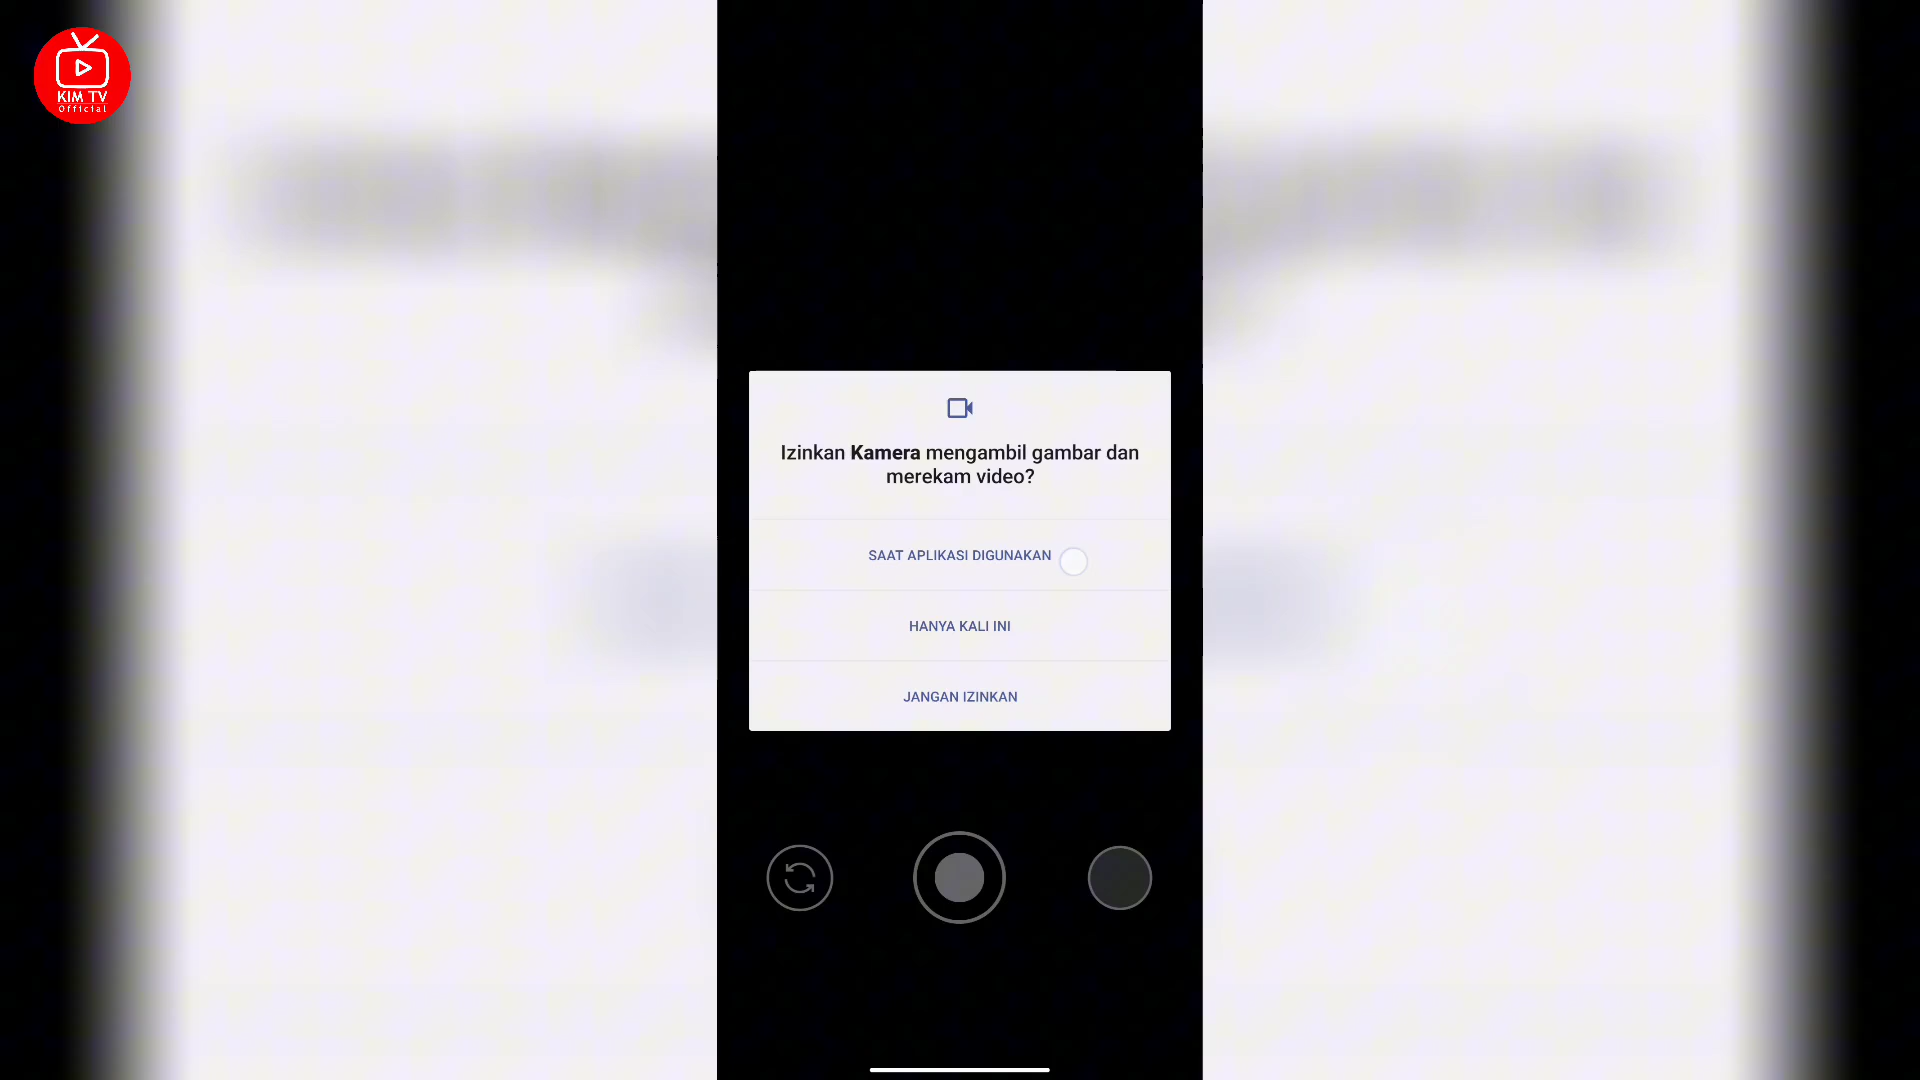 KIM TV
Official
Izinkan Kamera mengambil gambar dan
merekam video?
SAAT APLIKASI DIGUNAKAN
HANYA KALI INI
JANGAN IZINKAN